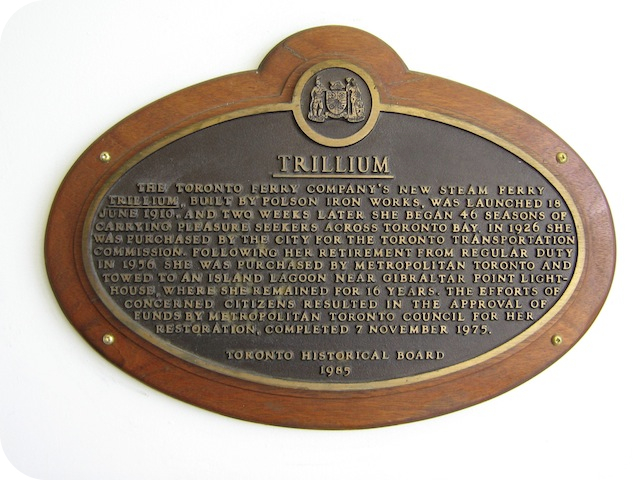 TRILLIUM
THE TORONTO FERRY COMPANY'S NEW STEAM FERRY
TRILLIUM, BUILT BY POLSON IRON WORKS, WAS LAUNCHED 18
JUNE 1910, AND TWO WEEKS LATER SHE BEGAN 46 SEASONS OF
CARRYING PLEASURE SEEKERS ACROSS TORONTO BAY. IN 1926 SHE
WAS PURCHASED BY THE CITY FOR THE TORONTO TRANSPORTATION
COMMISSION. FOLLOWING HER RETIREMENT FROM REGULAR DUTY
IN 1956 SHE WAS PURCHASED BY METROPOLITAN TORONTO AND
TOWED TO AN ISLAND LAGOON NEAR GIBRALTAR POINT LIGHT-
HOUSE, WHERE SHE REMAINED FOR 16 YEARS. THE EFFORTS OF
CONCERNED CITIZENS RESULTED IN THE APPROVAL OF
FUNDS BY METROPOLITAN TORONTO COUNCIL FOR HER
RESTORATION, COMPLETED 7 NOVEMBER 1975.
TORONTO HISTORICAL BOARD
1985